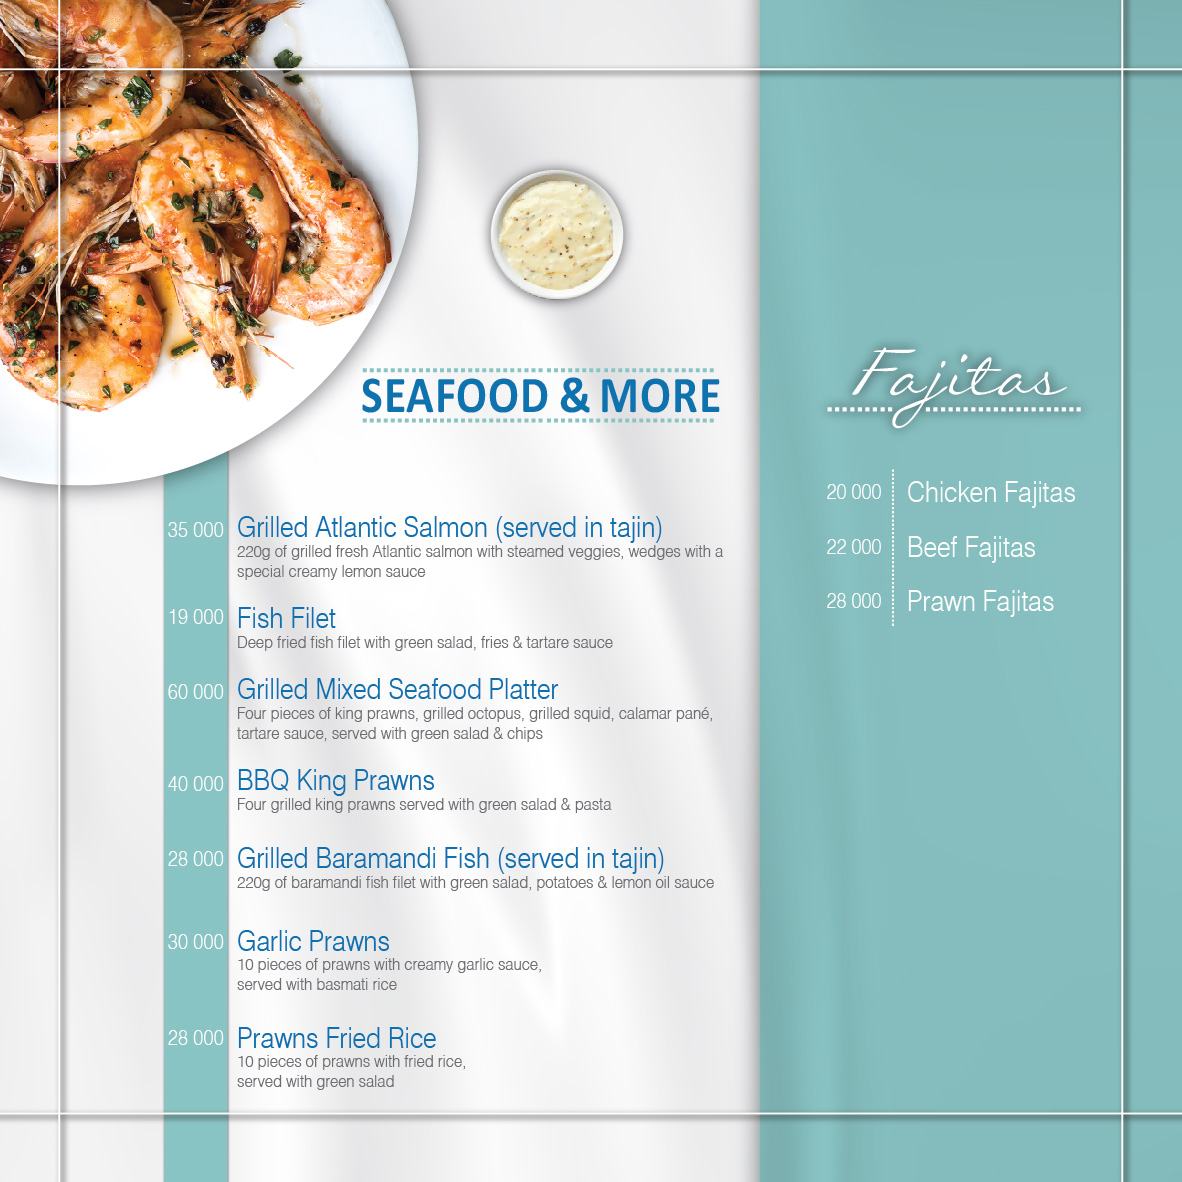 SEAFOOD & MORE
35 000 Grilled Atlantic Salmon (served in tajin)
220g of grilled fresh Atlantic salmon with steamed veggies, wedges with a
special creamy lemon sauce
19 000 Fish Filet
Deep fried fish filet with green salad, fries & tartare sauce
60 000 Grilled Mixed Seafood Platter
Four pieces of king prawns, grilled octopus, grilled squid, calamar pané,
tartare sauce, served with green salad & chips
40 000 BBQ King Prawns
Four grilled king prawns served with green salad & pasta
28 000 Grilled Baramandi Fish (served in tajin)
220g of baramandi fish filet with green salad, potatoes & lemon oil sauce
30 000 Garlic Prawns
10 pieces of prawns with creamy garlic sauce,
served with basmati rice
28 000 Prawns Fried Rice
10 pieces of prawns with fried rice,
served with green salad
Fajitas
20 000 Chicken Fajitas
22 000 Beef Fajitas
28 000 Prawn Fajitas